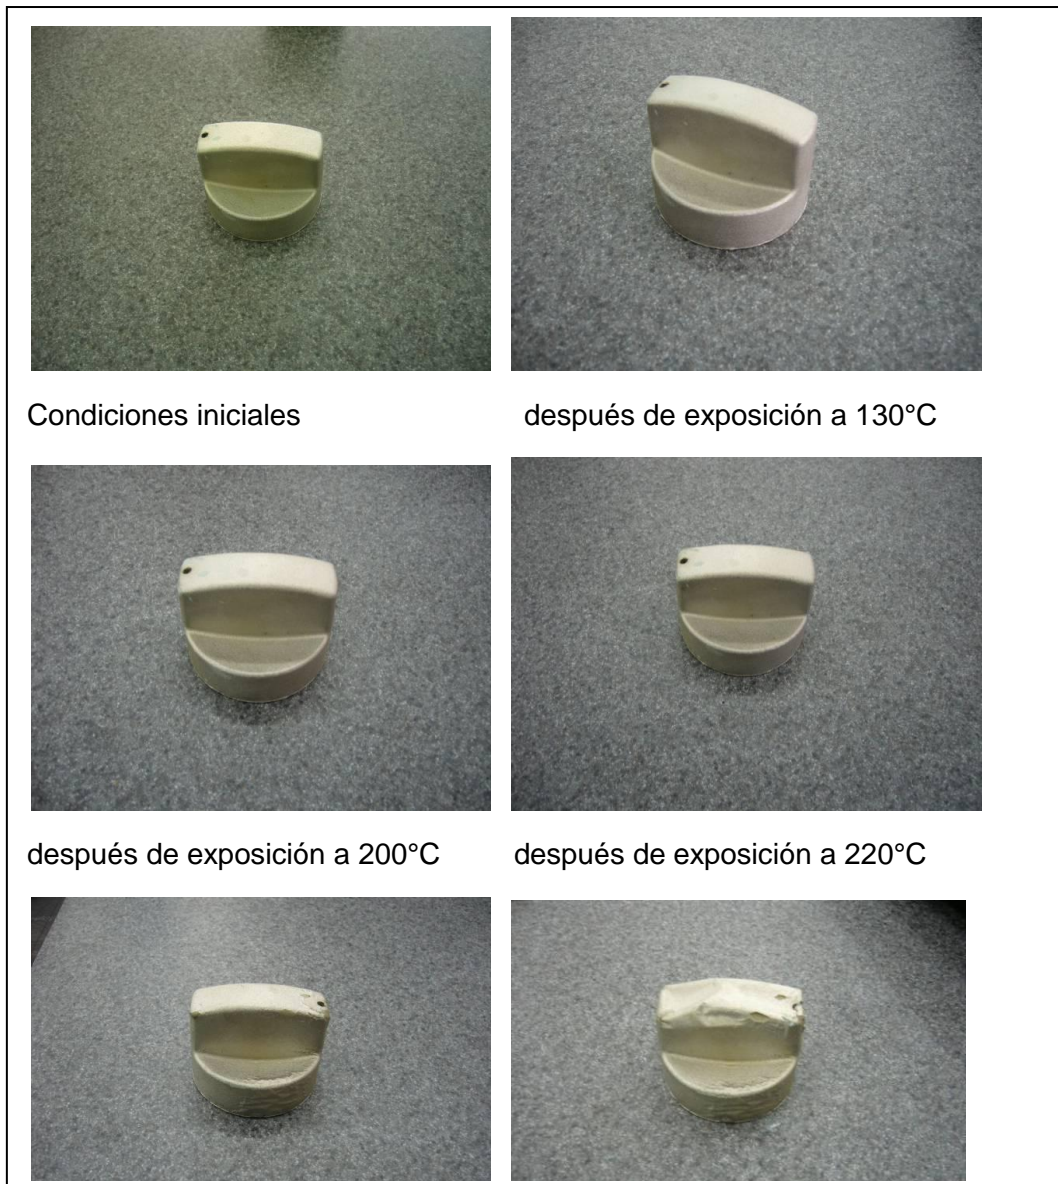 Condiciones iniciales
después de exposición a 130°C
después de exposición a 200°C
después de exposición a 220°C